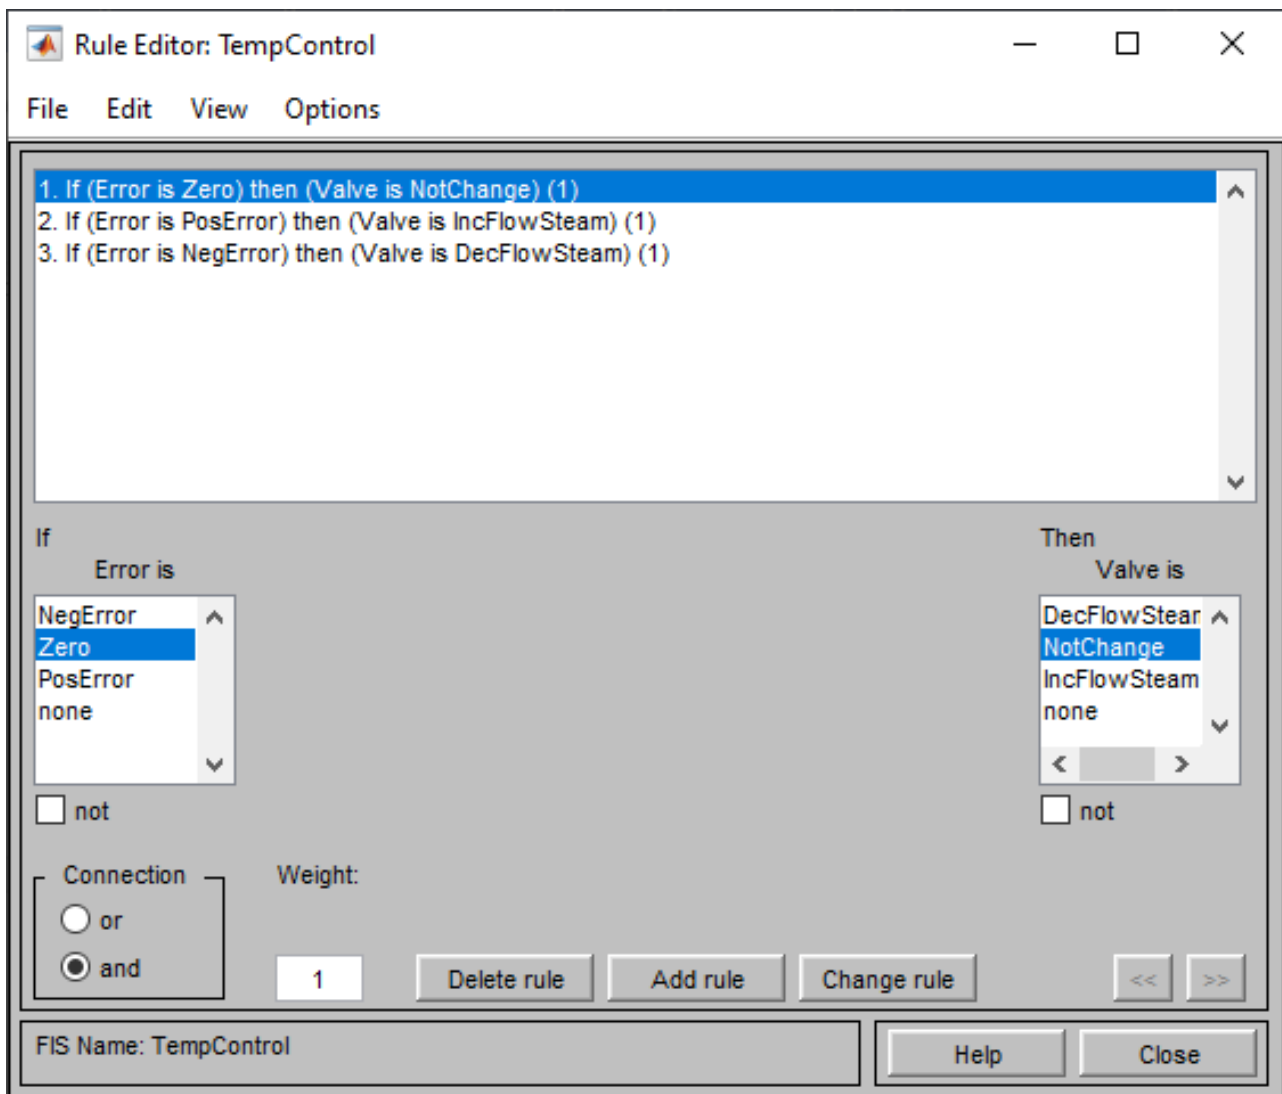 Rule Editor: TempControl
File Edit View Options
1. If (Error is Zero) then (Valve is NotChange) (1)
2. If (Error is PosError) then (Valve is IncFlowSteam) (1)
3. If (Error is NegError) then (Valve is DecFlowSteam) (1)
If
Then
Error is
Valve is
NegError
Zero
PosError
none
DecFlowStear
NotChange
IncFlowSteam
none
not
not
Connection
or
and
Weight:
1
Delete rule
Add rule
Change rule
<<
>>
FIS Name: TempControl
Help
Close